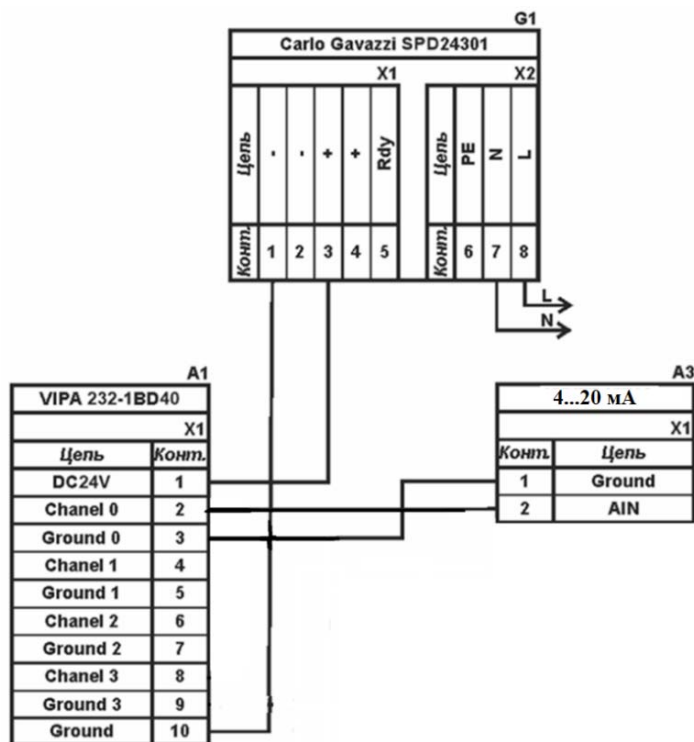 G1
Carlo Gavazzi SPD24301
X1 X2
Цепь - - + + Rdy Цепь PE N L
Конт. 1 2 3 4 5 Конт. 6 7 8
L
N
A1
VIPA 232-1BD40
X1
Цепь Конт.
DC24V 1
Chanel 0 2
Ground 0 3
Chanel 1 4
Ground 1 5
Chanel 2 6
Ground 2 7
Chanel 3 8
Ground 3 9
Ground 10
A3
4...20 мА
X1
Конт. Цепь
1 Ground
2 AIN